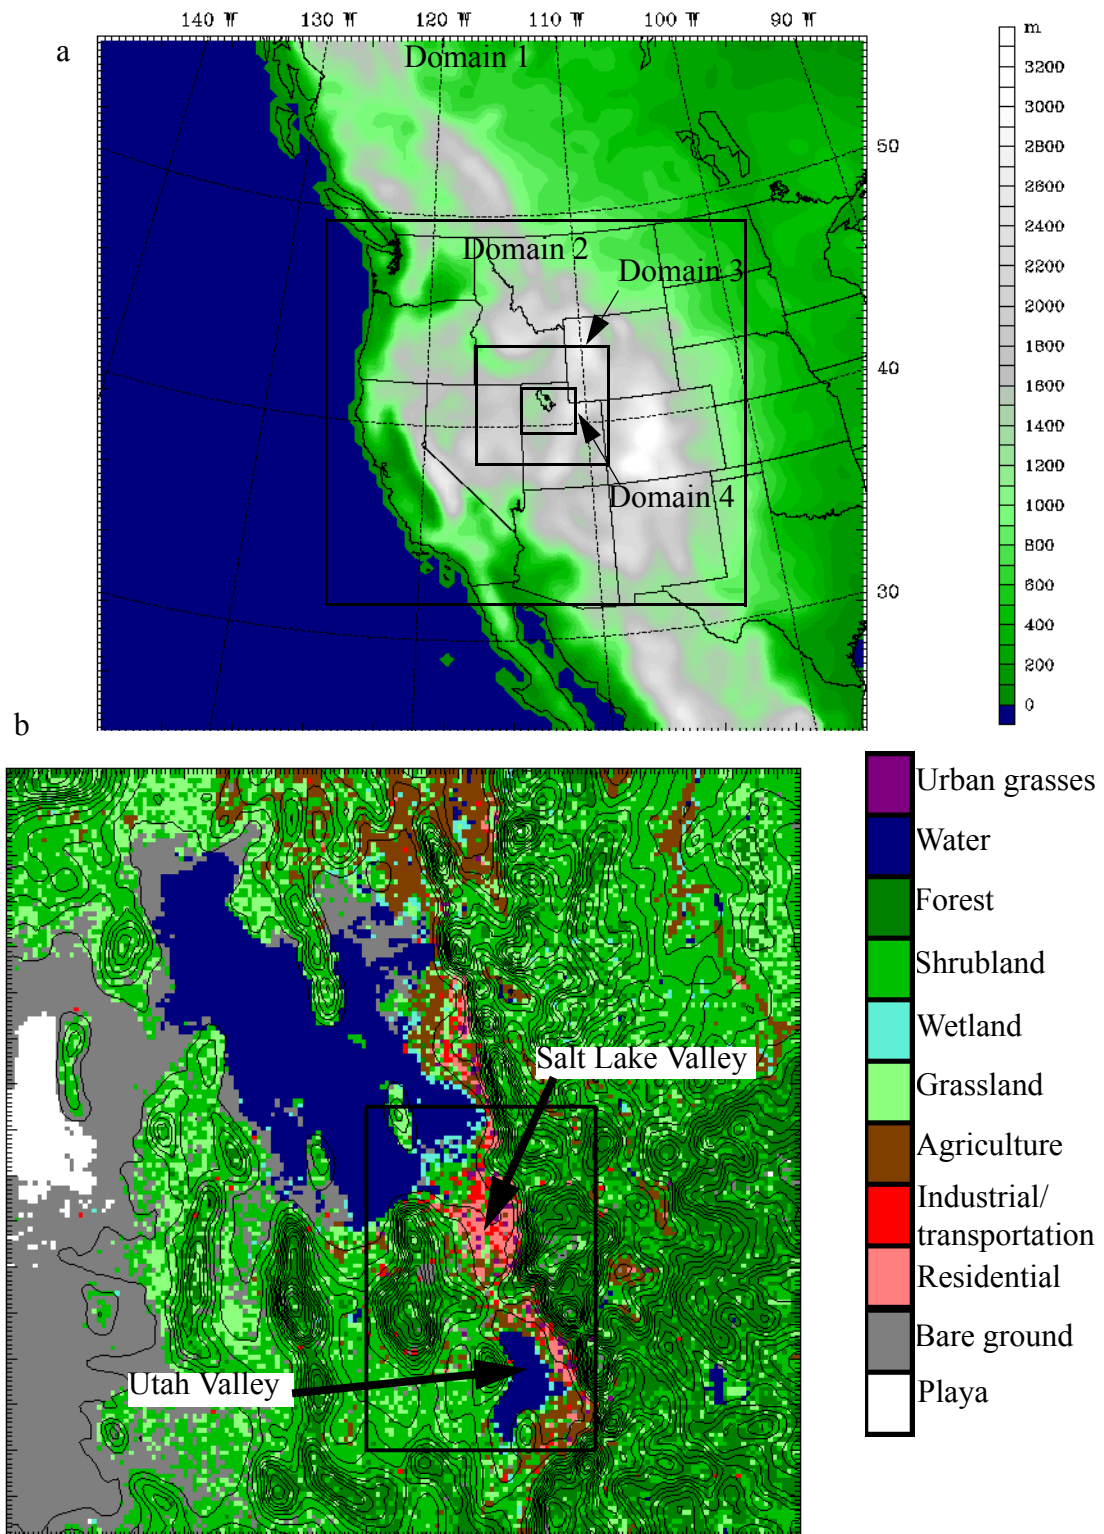 140 W 130 W 120 W 110 W 100 W 90 W
a
Domain 1
m
3200
3000
2800
2600
2400
2200
2000
1800
1600
1400
1200
1000
800
600
400
200
0
50
40
30
Domain 2
Domain 3
Domain 4
b
Urban grasses
Water
Forest
Shrubland
Wetland
Grassland
Agriculture
Industrial/
transportation
Residential
Bare ground
Playa
Salt Lake Valley
Utah Valley